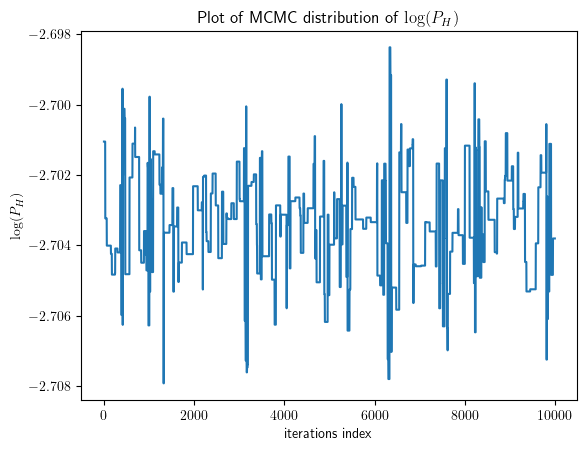 Plot of MCMC distribution of log(P_H)
−2.698
−2.700
−2.702
−2.704
−2.706
−2.708
log(P_H)
0 2000 4000 6000 8000 10000
iterations index